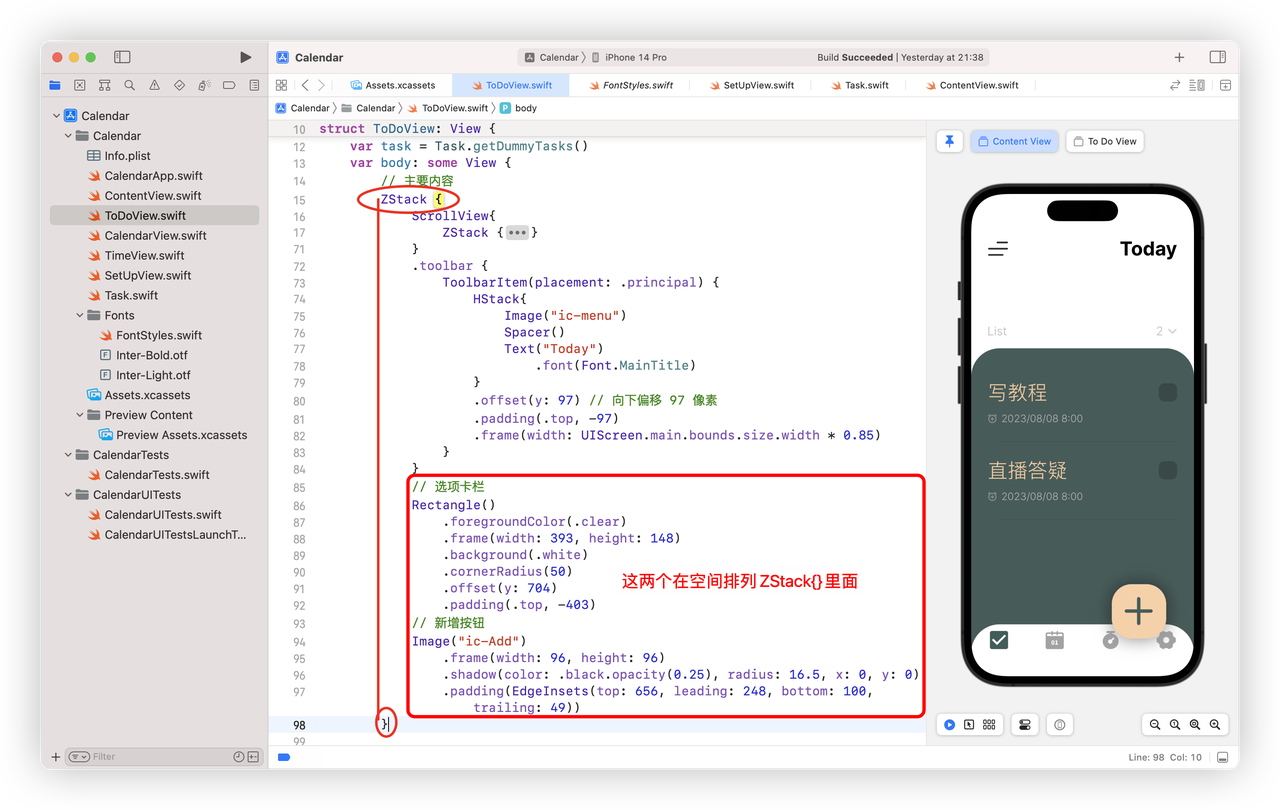 Calendar
Calendar
iPhone 14 Pro
Build Succeeded | Yesterday at 21:38
Assets.xcassets
ToDoView.swift
FontStyles.swift
SetUpView.swift
Task.swift
ContentView.swift
Calendar
Calendar
ToDoView.swift
P body
Calendar
Calendar
Info.plist
CalendarApp.swift
ContentView.swift
ToDoView.swift
CalendarView.swift
TimeView.swift
SetUpView.swift
Task.swift
Fonts
FontStyles.swift
F Inter-Bold.otf
F Inter-Light.otf
Assets.xcassets
Preview Content
Preview Assets.xcassets
CalendarTests
CalendarTests.swift
CalendarUITests
CalendarUITests.swift
CalendarUITestsLaunchT...
Filter
10 struct ToDoView: View {
12 var task = Task.getDummyTasks()
13 var body: some View {
14 // 主要内容
15 ZStack {
16 ScrollView{
17 ZStack {•••}
71 }
72 .toolbar {
73 ToolbarItem(placement: .principal) {
74 HStack{
75 Image("ic-menu")
76 Spacer()
77 Text("Today")
78 .font(Font.MainTitle)
79 }
80 .offset(y: 97) // 向下偏移 97 像素
81 .padding(.top, -97)
82 .frame(width: UIScreen.main.bounds.size.width * 0.85)
83 }
84 }
85 // 选项卡栏
86 Rectangle()
87 .foregroundColor(.clear)
88 .frame(width: 393, height: 148)
89 .background(.white)
90 .cornerRadius(50)
91 .offset(y: 704)
92 .padding(.top, -403)
93 // 新增按钮
94 Image("ic-Add")
95 .frame(width: 96, height: 96)
96 .shadow(color: .black.opacity(0.25), radius: 16.5, x: 0, y: 0)
97 .padding(EdgeInsets(top: 656, leading: 248, bottom: 100,
trailing: 49))
98 }
99
这两个在空间排列 ZStack{} 里面
Content View
To Do View
Today
List
2
写教程
2023/08/08 8:00
直播答疑
2023/08/08 8:00
01
Line: 98 Col: 10